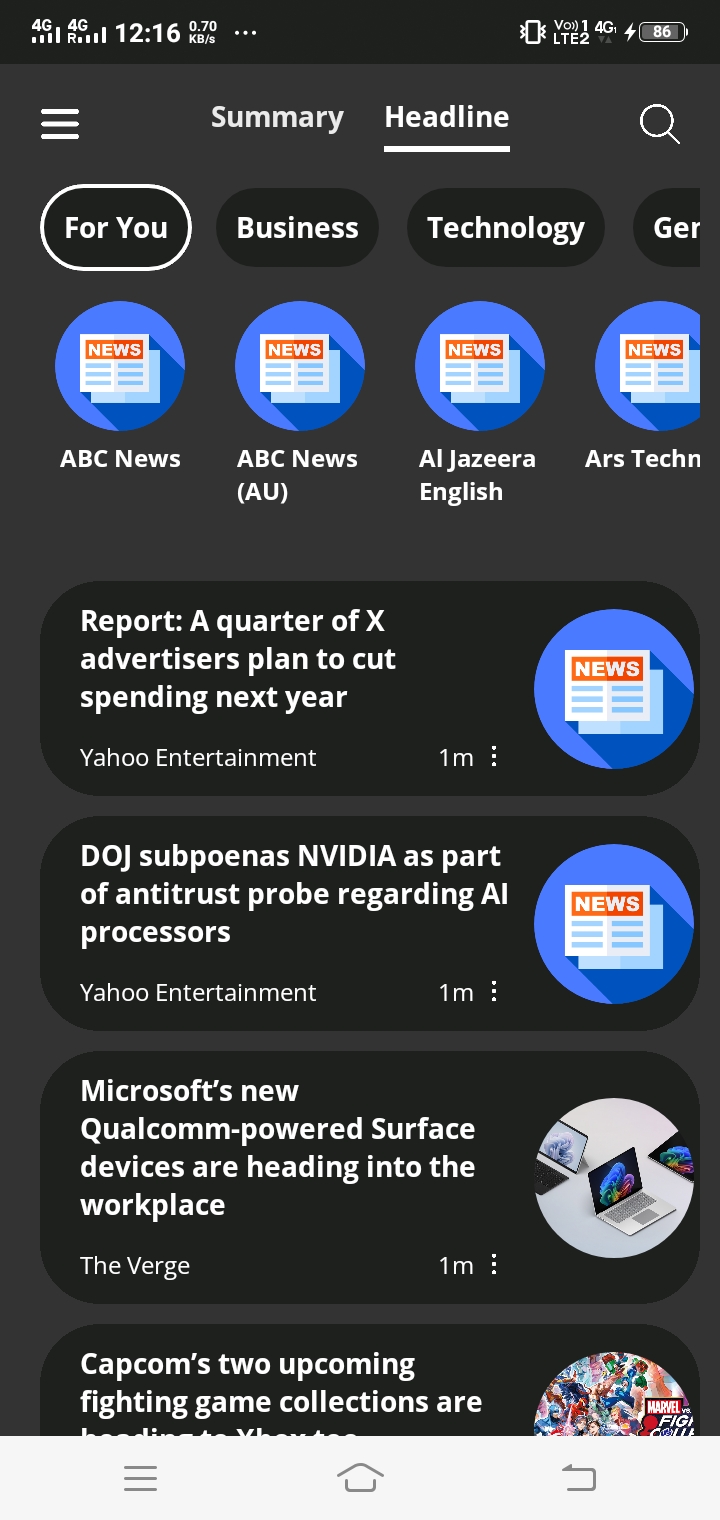 4G 4G R 12:16 0.70 KB/s ... Vo)) 1 LTE2 4G 86
Summary Headline
For You Business Technology Ger
NEWS NEWS NEWS NEWS
ABC News ABC News (AU) Al Jazeera English Ars Techn
Report: A quarter of X
advertisers plan to cut
spending next year
Yahoo Entertainment 1m
NEWS
DOJ subpoenas NVIDIA as part
of antitrust probe regarding AI
processors
Yahoo Entertainment 1m
NEWS
Microsoft’s new
Qualcomm-powered Surface
devices are heading into the
workplace
The Verge 1m
Capcom’s two upcoming
fighting game collections are
heading to Xbox too
MARVEL